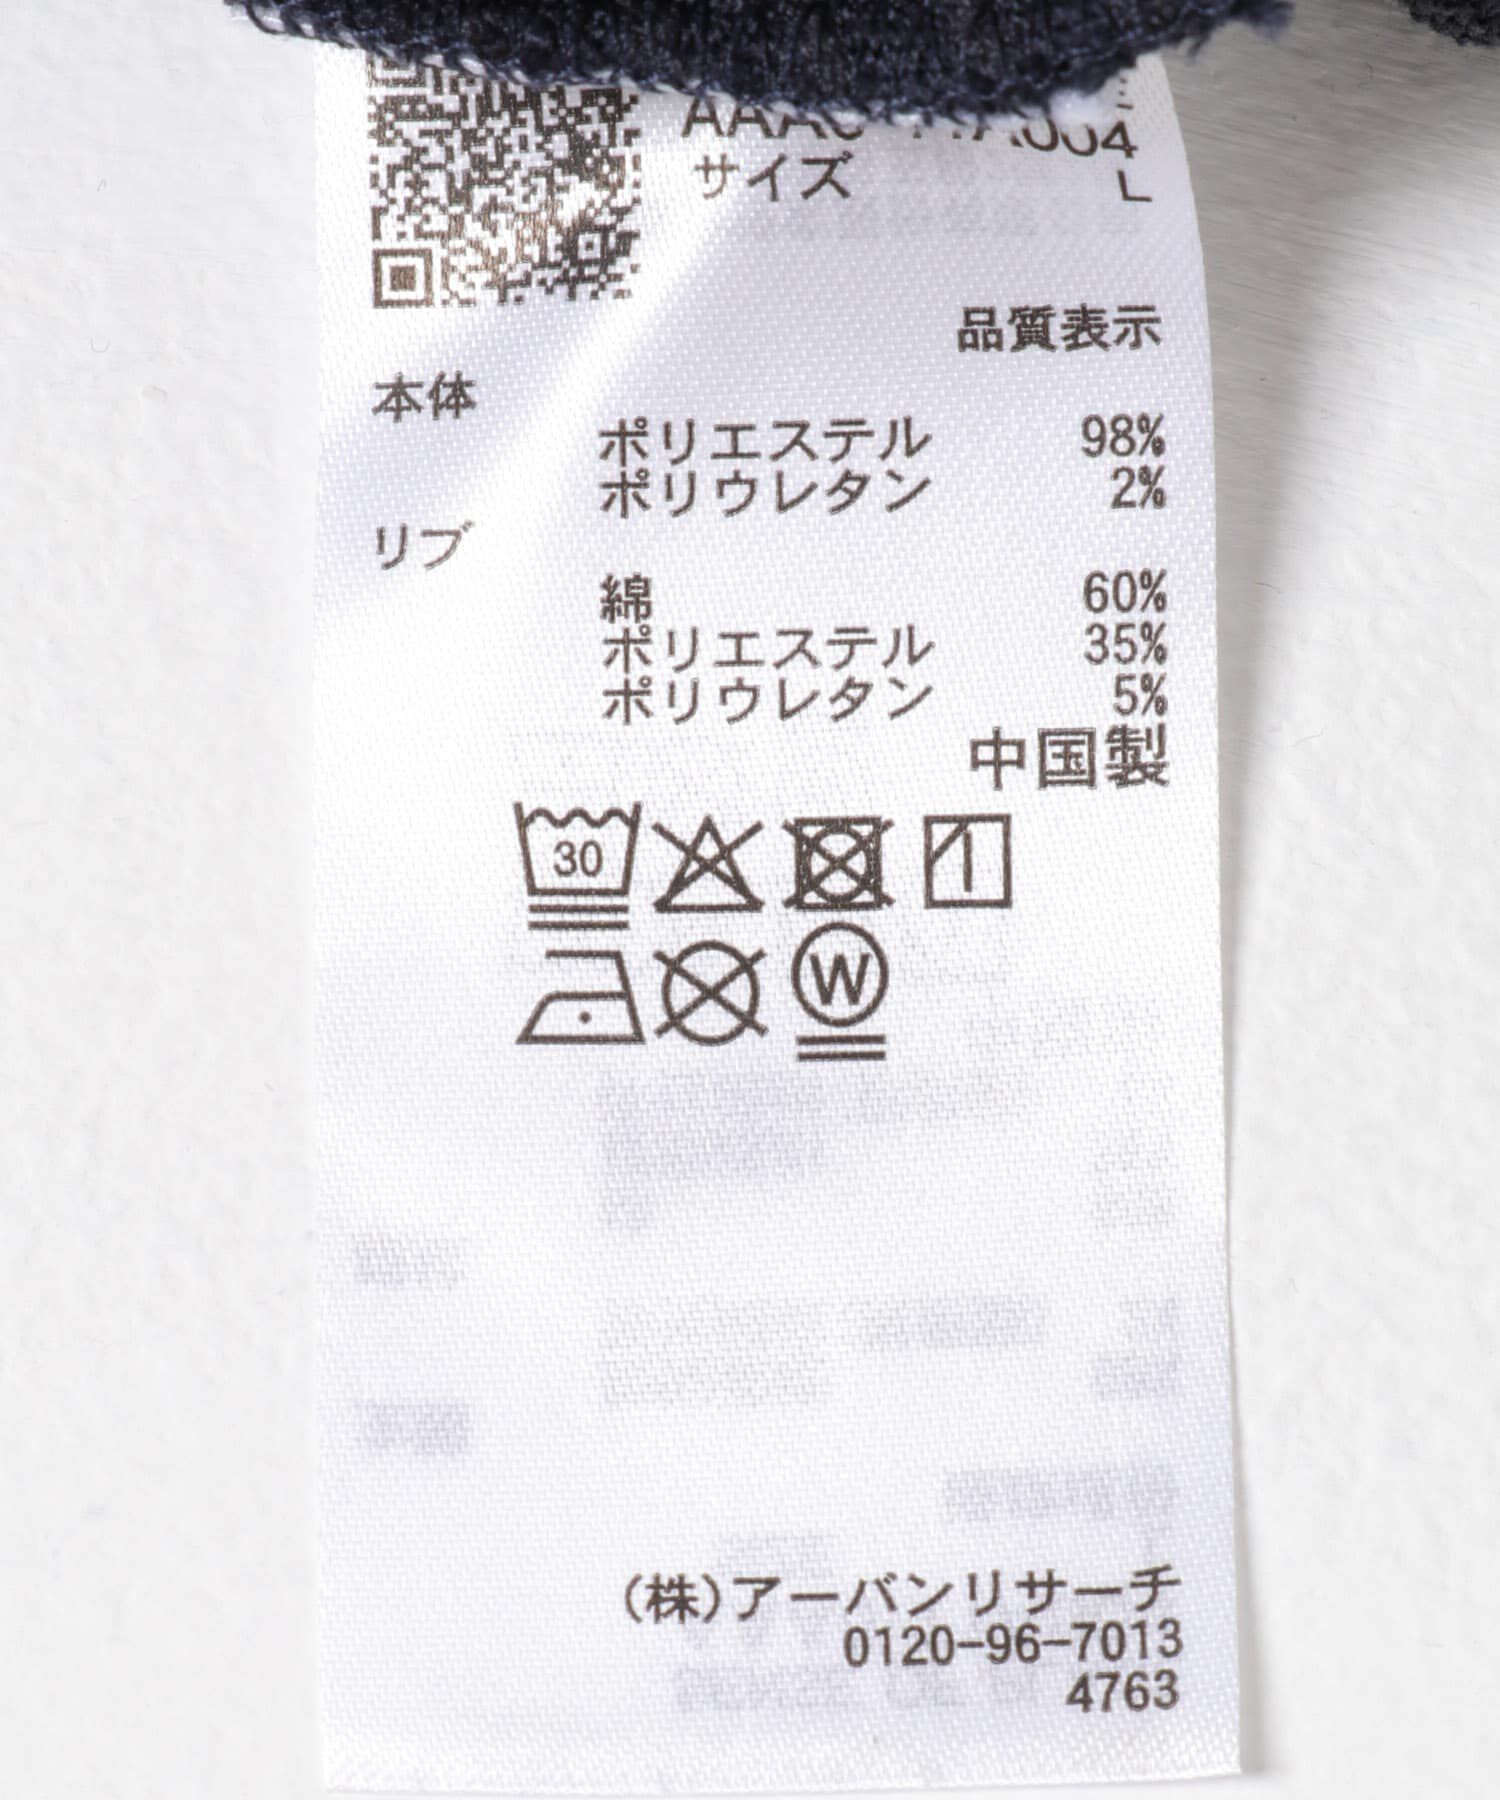 サイズ L
品質表示
本体
ポリエステル 98%
ポリウレタン 2%
リブ
綿 60%
ポリエステル 35%
ポリウレタン 5%
中国製
30
W
(株)アーバンリサーチ
0120-96-7013
4763